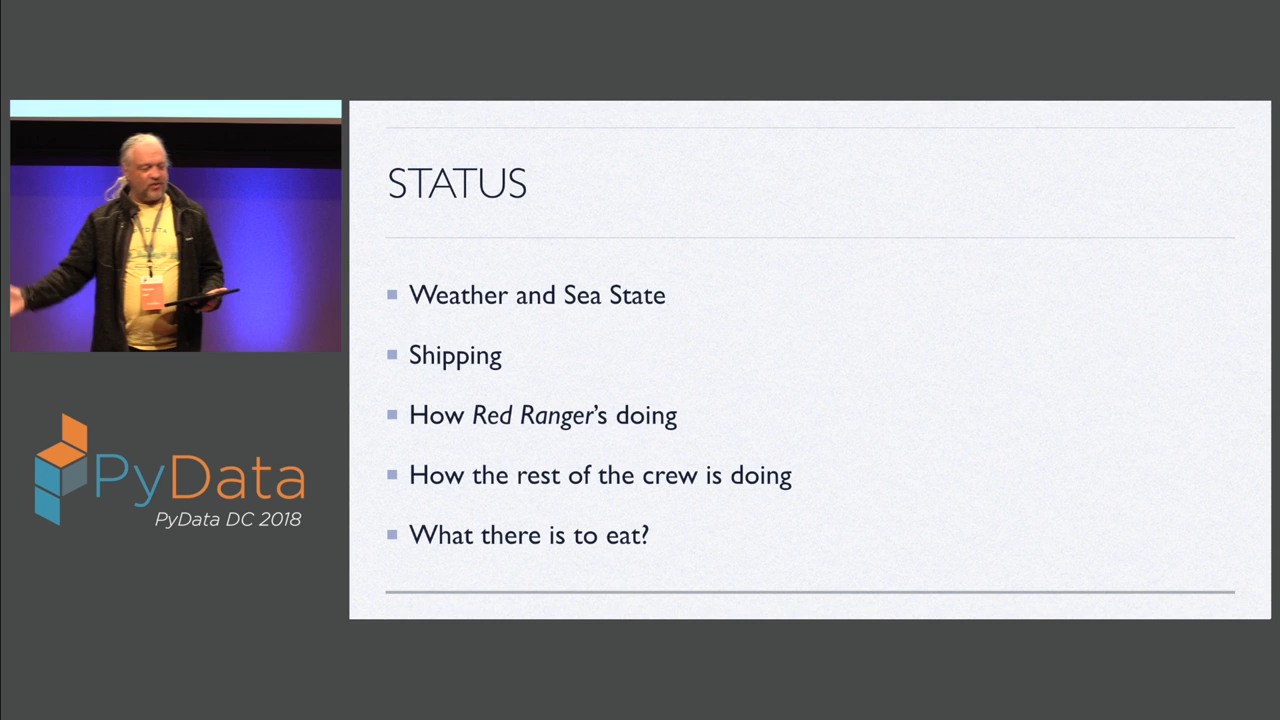 STATUS
Weather and Sea State
Shipping
How Red Ranger's doing
How the rest of the crew is doing
What there is to eat?
PyData
PyData DC 2018